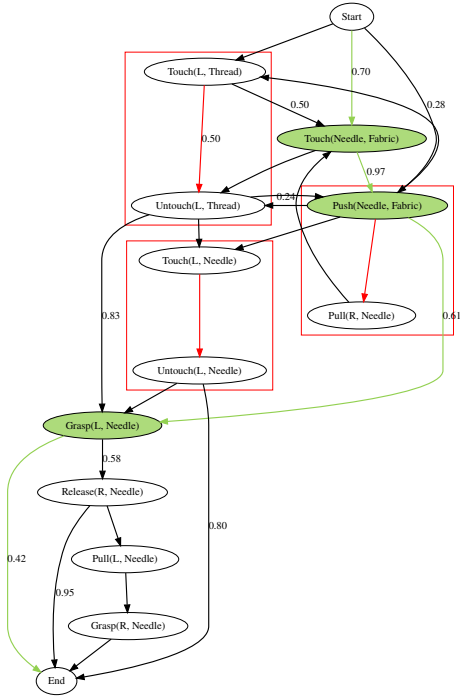 Start
Touch(L, Thread)
0.70
0.50
0.28
0.50
Touch(Needle, Fabric)
0.97
0.24
Untouch(L, Thread)
Push(Needle, Fabric)
Touch(L, Needle)
0.83
Pull(R, Needle)
0.61
Untouch(L, Needle)
Grasp(L, Needle)
0.58
Release(R, Needle)
0.80
0.42
Pull(L, Needle)
0.95
Grasp(R, Needle)
End